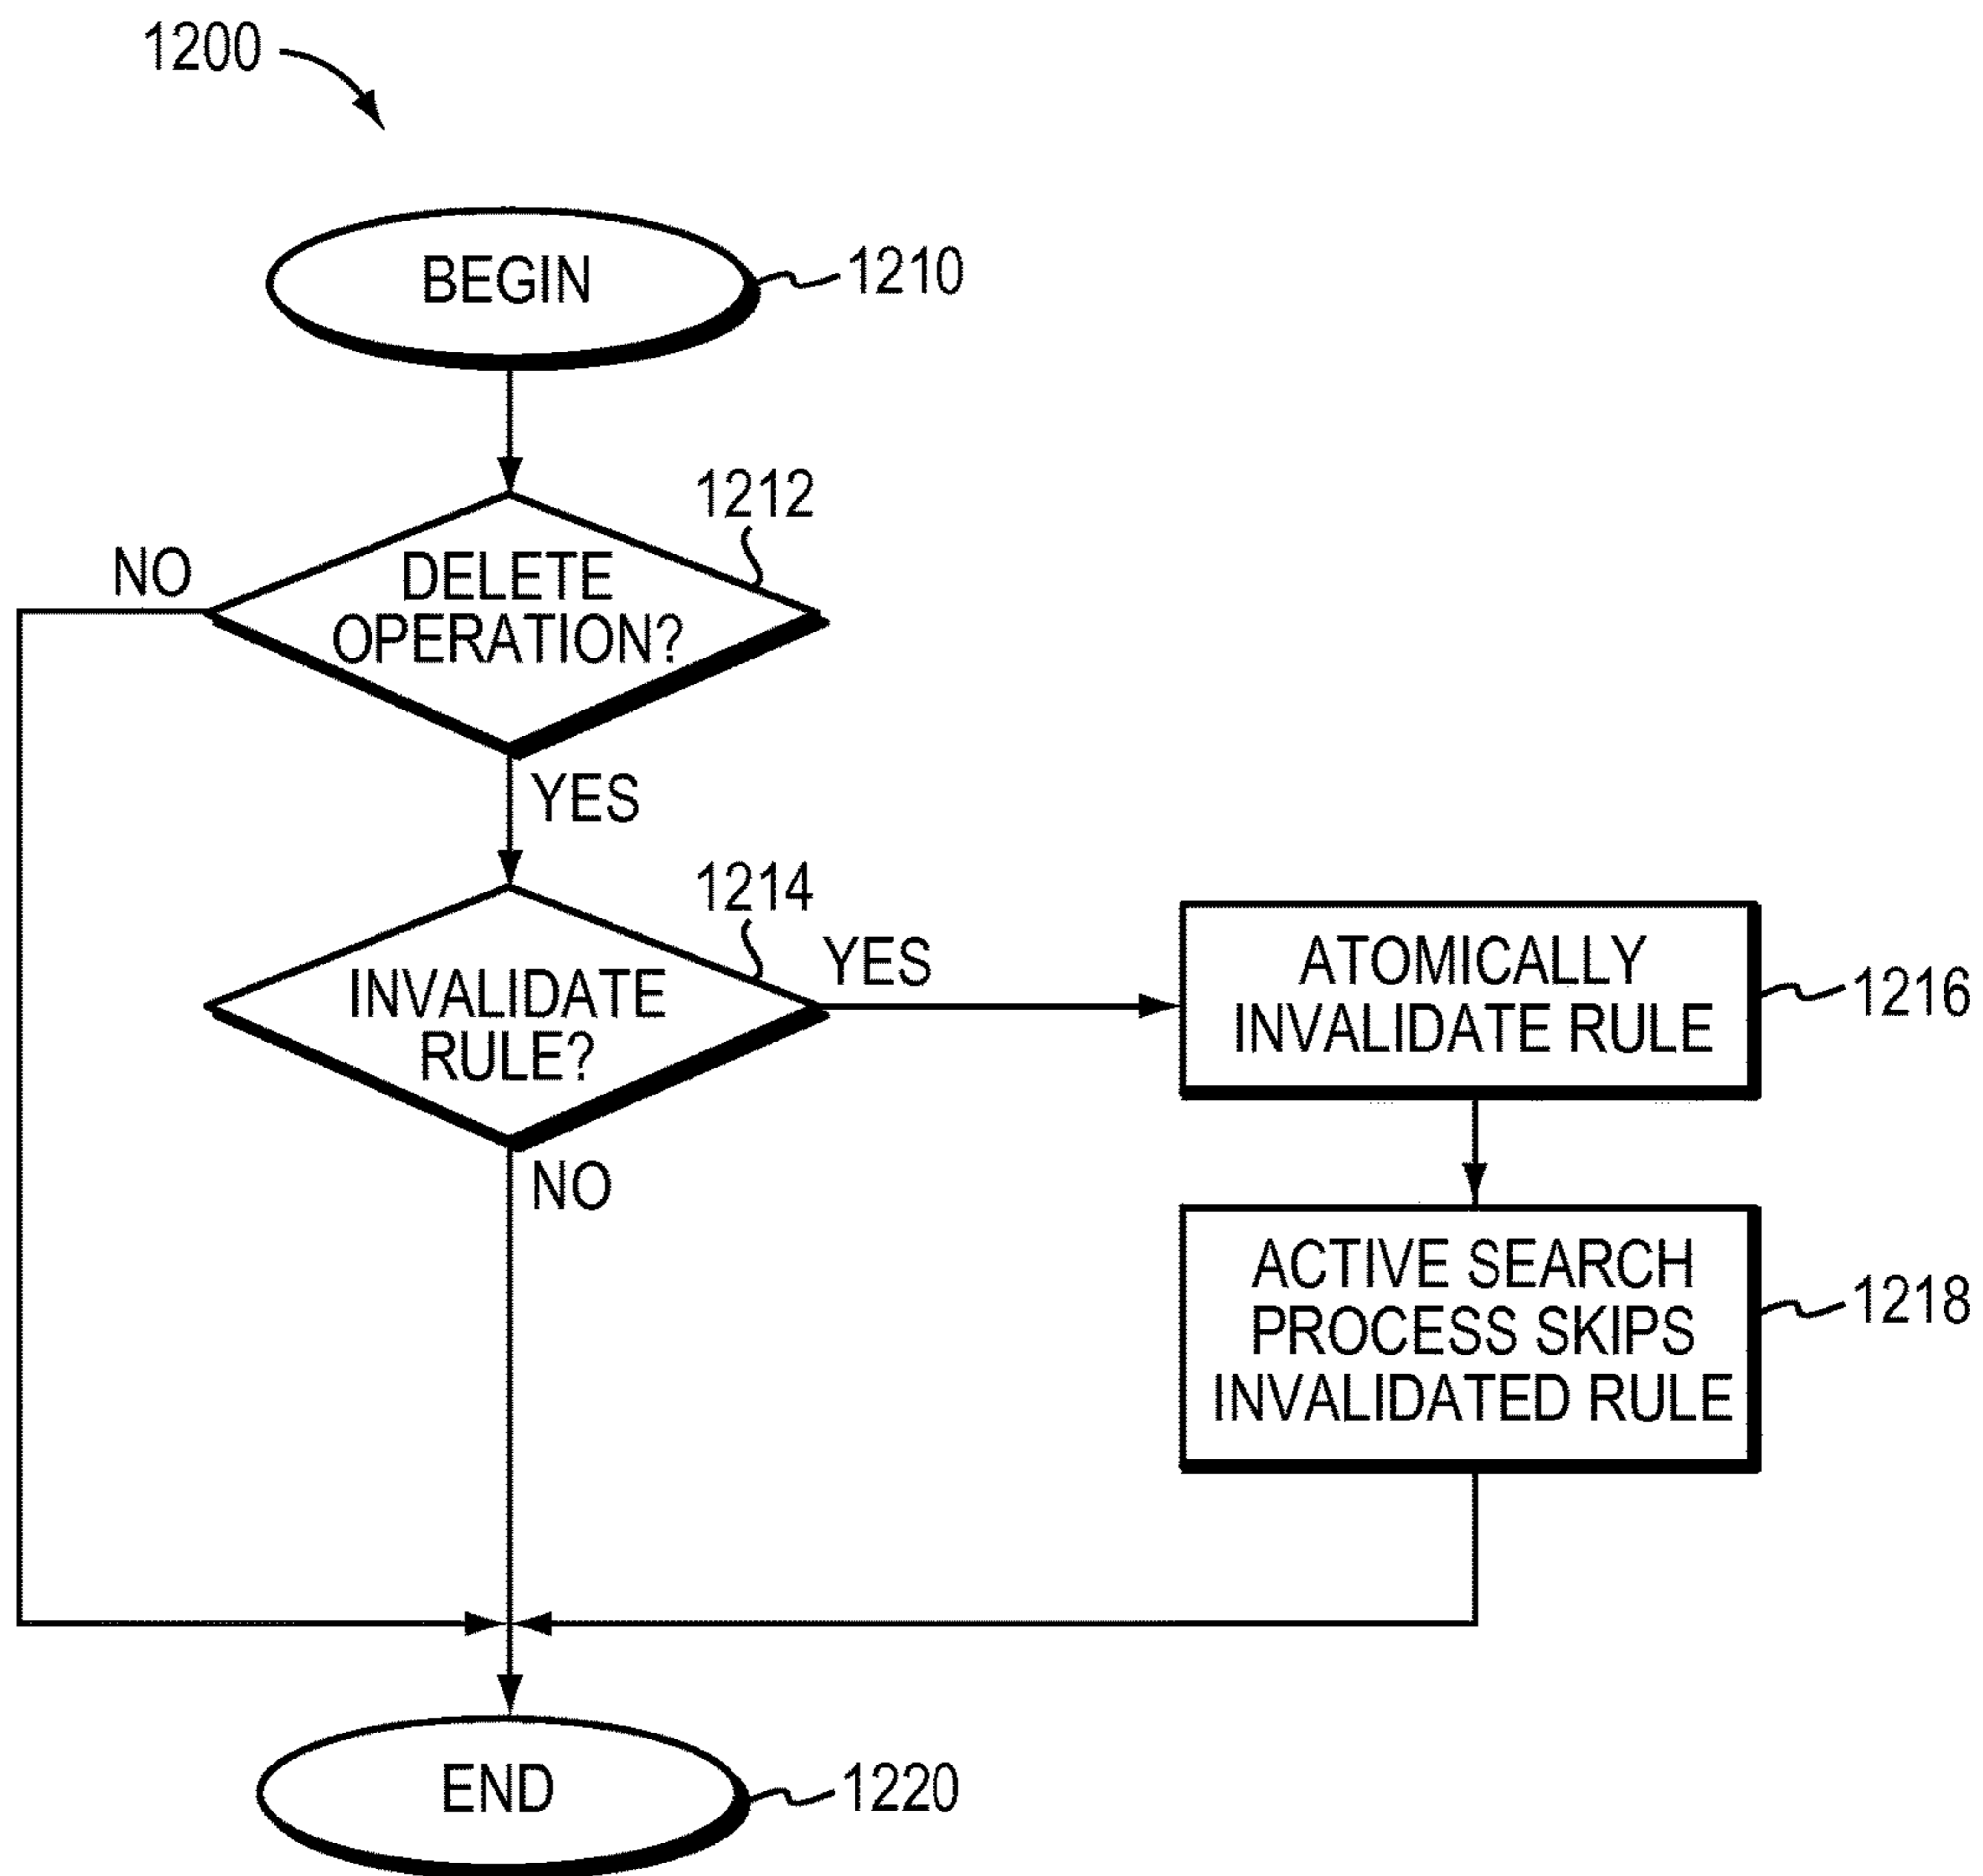 1200
BEGIN
1210
1212
NO
DELETE
OPERATION?
YES
1214
INVALIDATE
RULE?
YES
ATOMICALLY
INVALIDATE RULE
1216
NO
ACTIVE SEARCH
PROCESS SKIPS
INVALIDATED RULE
1218
END
1220